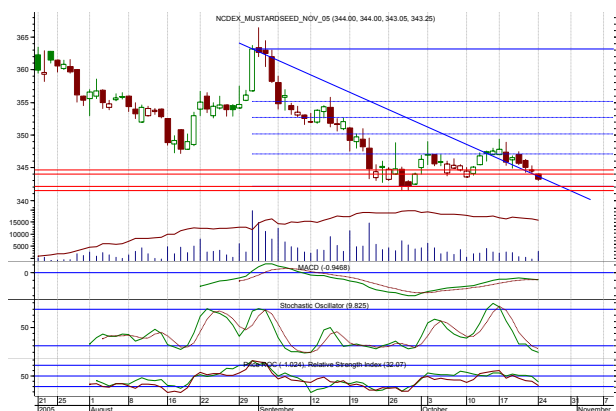 NCDEX_MUSTARDSEED_NOV_05 (344.00, 344.00, 343.05, 343.25)
365
360
355
350
345
340
15000
10000
5000
MACD (-0.9468)
0
Stochastic Oscillator (9.825)
50
Price ROC (-1.024), Relative Strength Index (32.07)
50
21 25 1 8 16 22 29 5 12 19 26 3 10 17 24 31 7
2005 August September October November